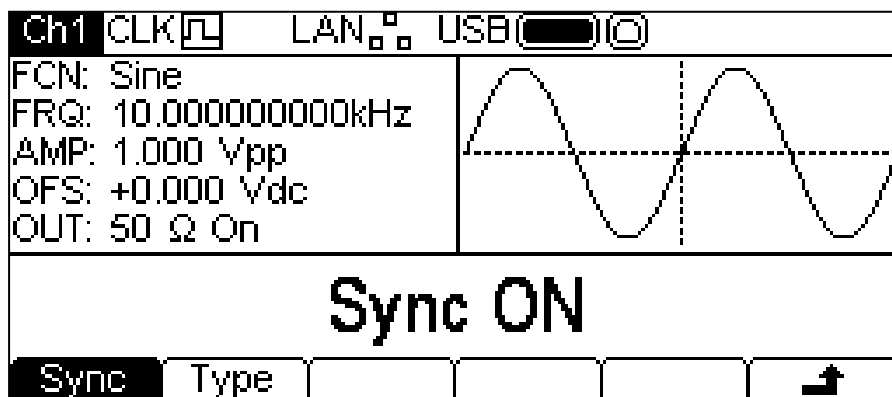 Ch1 CLK LAN USB
FCN: Sine
FRQ: 10.000000000kHz
AMP: 1.000 Vpp
OFS: +0.000 Vdc
OUT: 50 Ω On
Sync ON
Sync Type